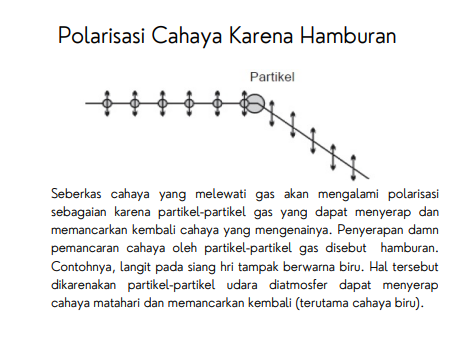 Polarisasi Cahaya Karena Hamburan
Partikel
Seberkas cahaya yang melewati gas akan mengalami polarisasi
sebagaian karena partikel-partikel gas yang dapat menyerap dan
memancarkan kembali cahaya yang mengenainya. Penyerapan damn
pemancaran cahaya oleh partikel-partikel gas disebut hamburan.
Contohnya, langit pada siang hri tampak berwarna biru. Hal tersebut
dikarenakan partikel-partikel udara diatmosfer dapat menyerap
cahaya matahari dan memancarkan kembali (terutama cahaya biru).